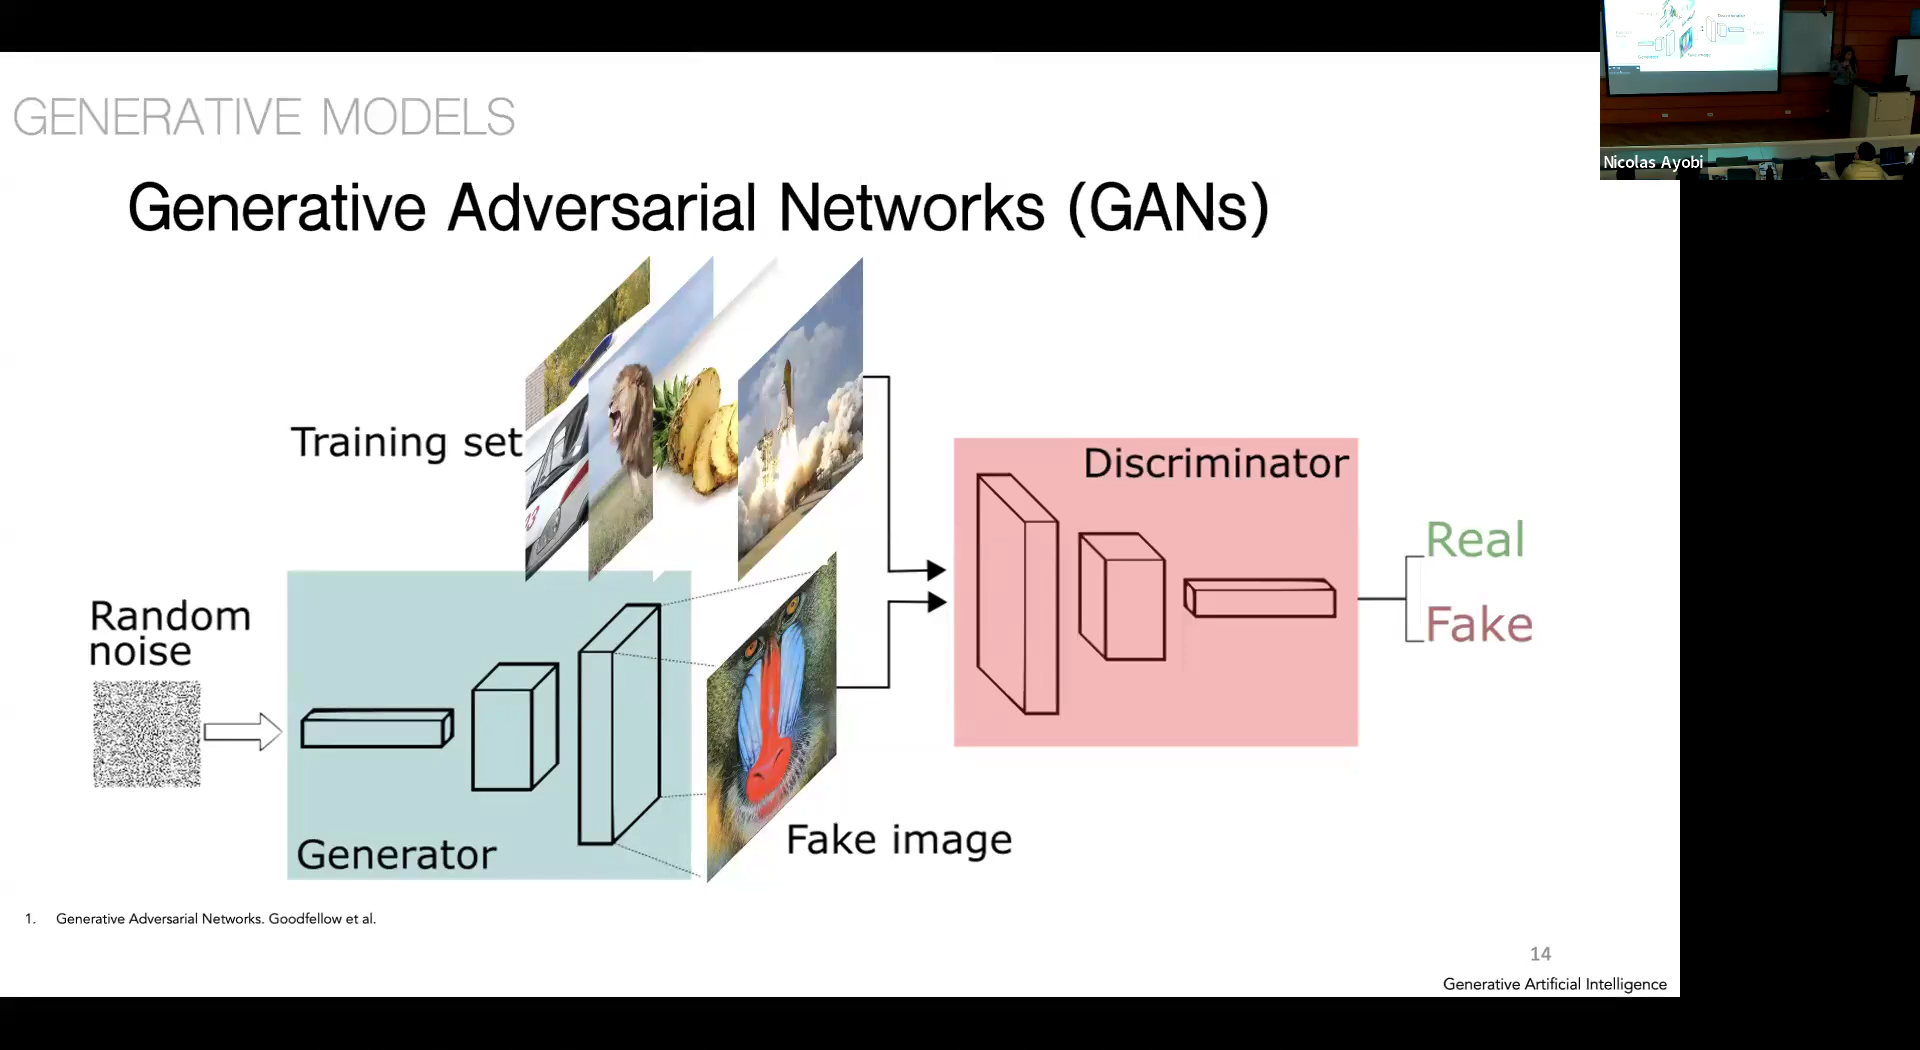 GENERATIVE MODELS
Generative Adversarial Networks (GANs)
Training set
Random
noise
Generator
Fake image
Discriminator
Real
Fake
1. Generative Adversarial Networks. Goodfellow et al.
14
Generative Artificial Intelligence
Nicolas Ayobi